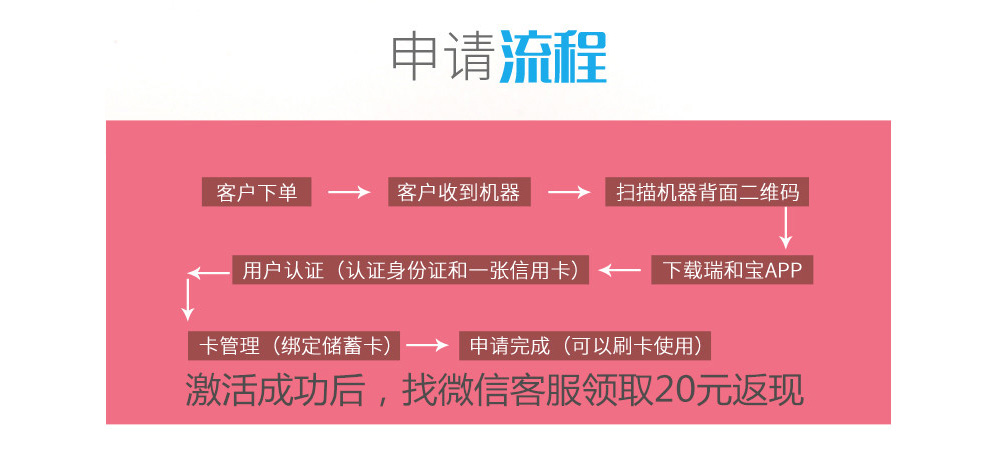 申请流程
客户下单
客户收到机器
扫描机器背面二维码
下载瑞和宝APP
用户认证（认证身份证和一张信用卡）
卡管理（绑定储蓄卡）
申请完成（可以刷卡使用）
激活成功后，找微信客服领取20元返现